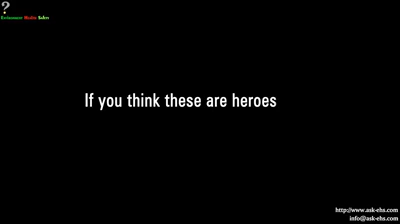 ?
If you think these are heroes
http://www.ask-ehs.com
info@ask-ehs.com